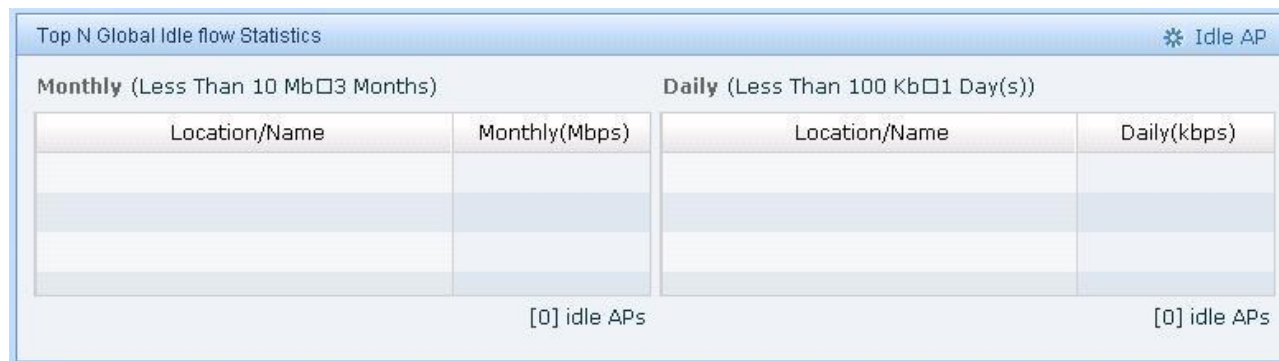 Top N Global Idle flow Statistics
Idle AP
Monthly (Less Than 10 Mb□3 Months)
Location/Name Monthly(Mbps)
[0] idle APs
Daily (Less Than 100 Kb□1 Day(s))
Location/Name Daily(kbps)
[0] idle APs